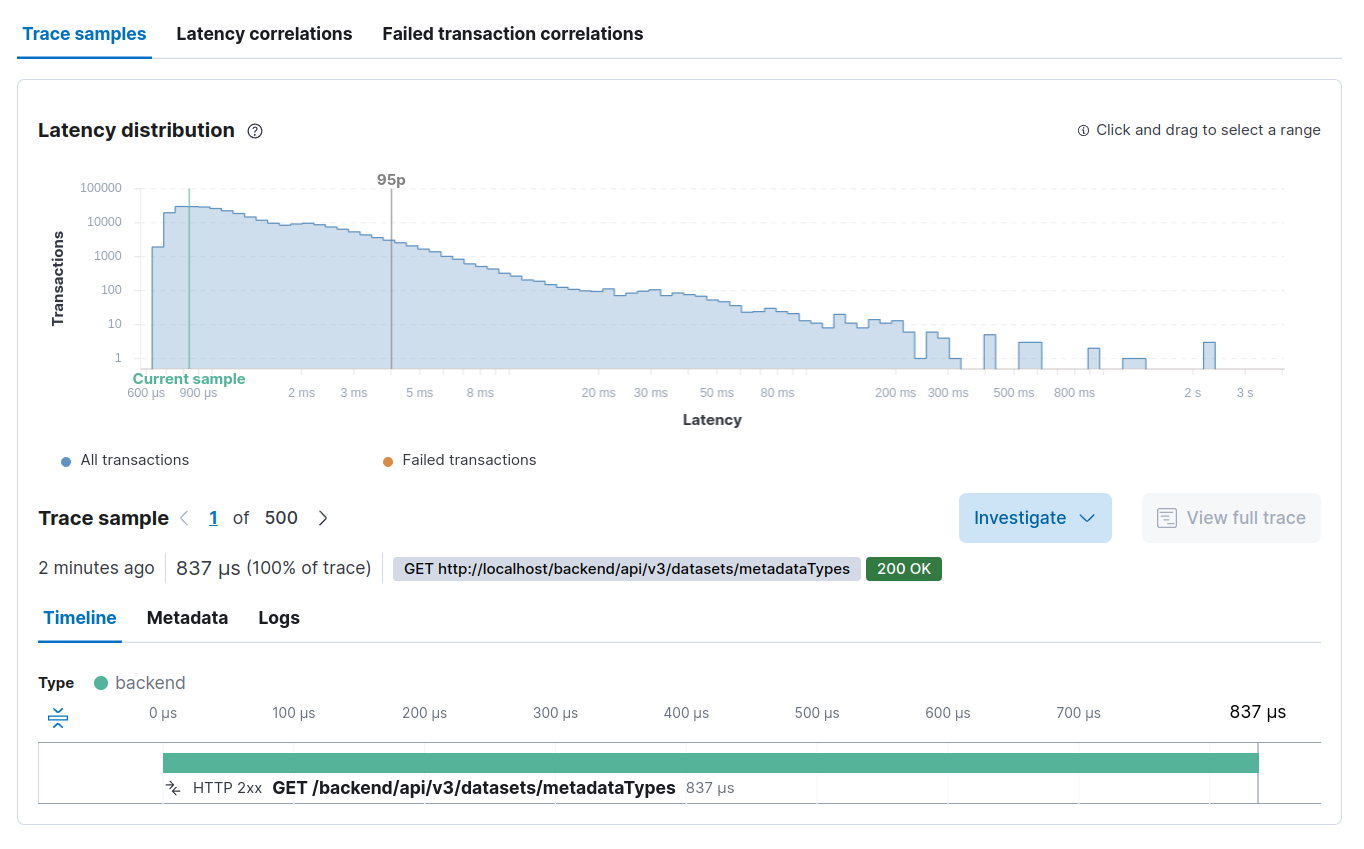 Trace samples Latency correlations Failed transaction correlations
Latency distribution Click and drag to select a range
95p
100000
10000
1000
100
10
1
Transactions
Current sample
600 μs 900 μs 2 ms 3 ms 5 ms 8 ms 20 ms 30 ms 50 ms 80 ms 200 ms 300 ms 500 ms 800 ms 2 s 3 s
Latency
All transactions Failed transactions
Trace sample 1 of 500 Investigate View full trace
2 minutes ago 837 μs (100% of trace) GET http://localhost/backend/api/v3/datasets/metadataTypes 200 OK
Timeline Metadata Logs
Type backend
0 μs 100 μs 200 μs 300 μs 400 μs 500 μs 600 μs 700 μs 837 μs
HTTP 2xx GET /backend/api/v3/datasets/metadataTypes 837 μs